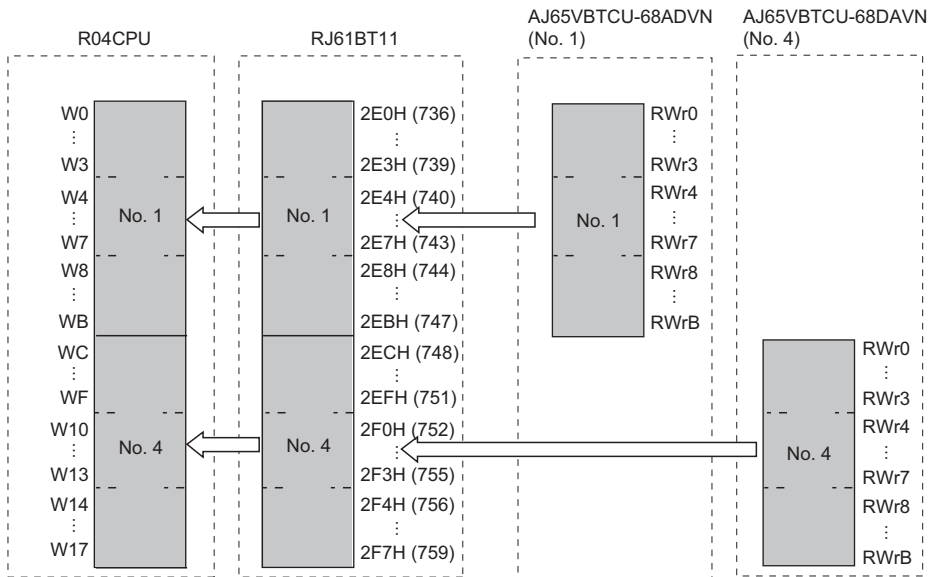 R04CPU
RJ61BT11
AJ65VBTCU-68ADVN
(No. 1)
AJ65VBTCU-68DAVN
(No. 4)
W0
⋮
W3
W4
⋮
W7
W8
⋮
WB
WC
⋮
WF
W10
⋮
W13
W14
⋮
W17
No. 1
No. 4
No. 1
No. 4
2E0H (736)
⋮
2E3H (739)
2E4H (740)
⋮
2E7H (743)
2E8H (744)
⋮
2EBH (747)
2ECH (748)
⋮
2EFH (751)
2F0H (752)
⋮
2F3H (755)
2F4H (756)
⋮
2F7H (759)
No. 1
RWr0
⋮
RWr3
RWr4
⋮
RWr7
RWr8
⋮
RWrB
No. 4
RWr0
⋮
RWr3
RWr4
⋮
RWr7
RWr8
⋮
RWrB